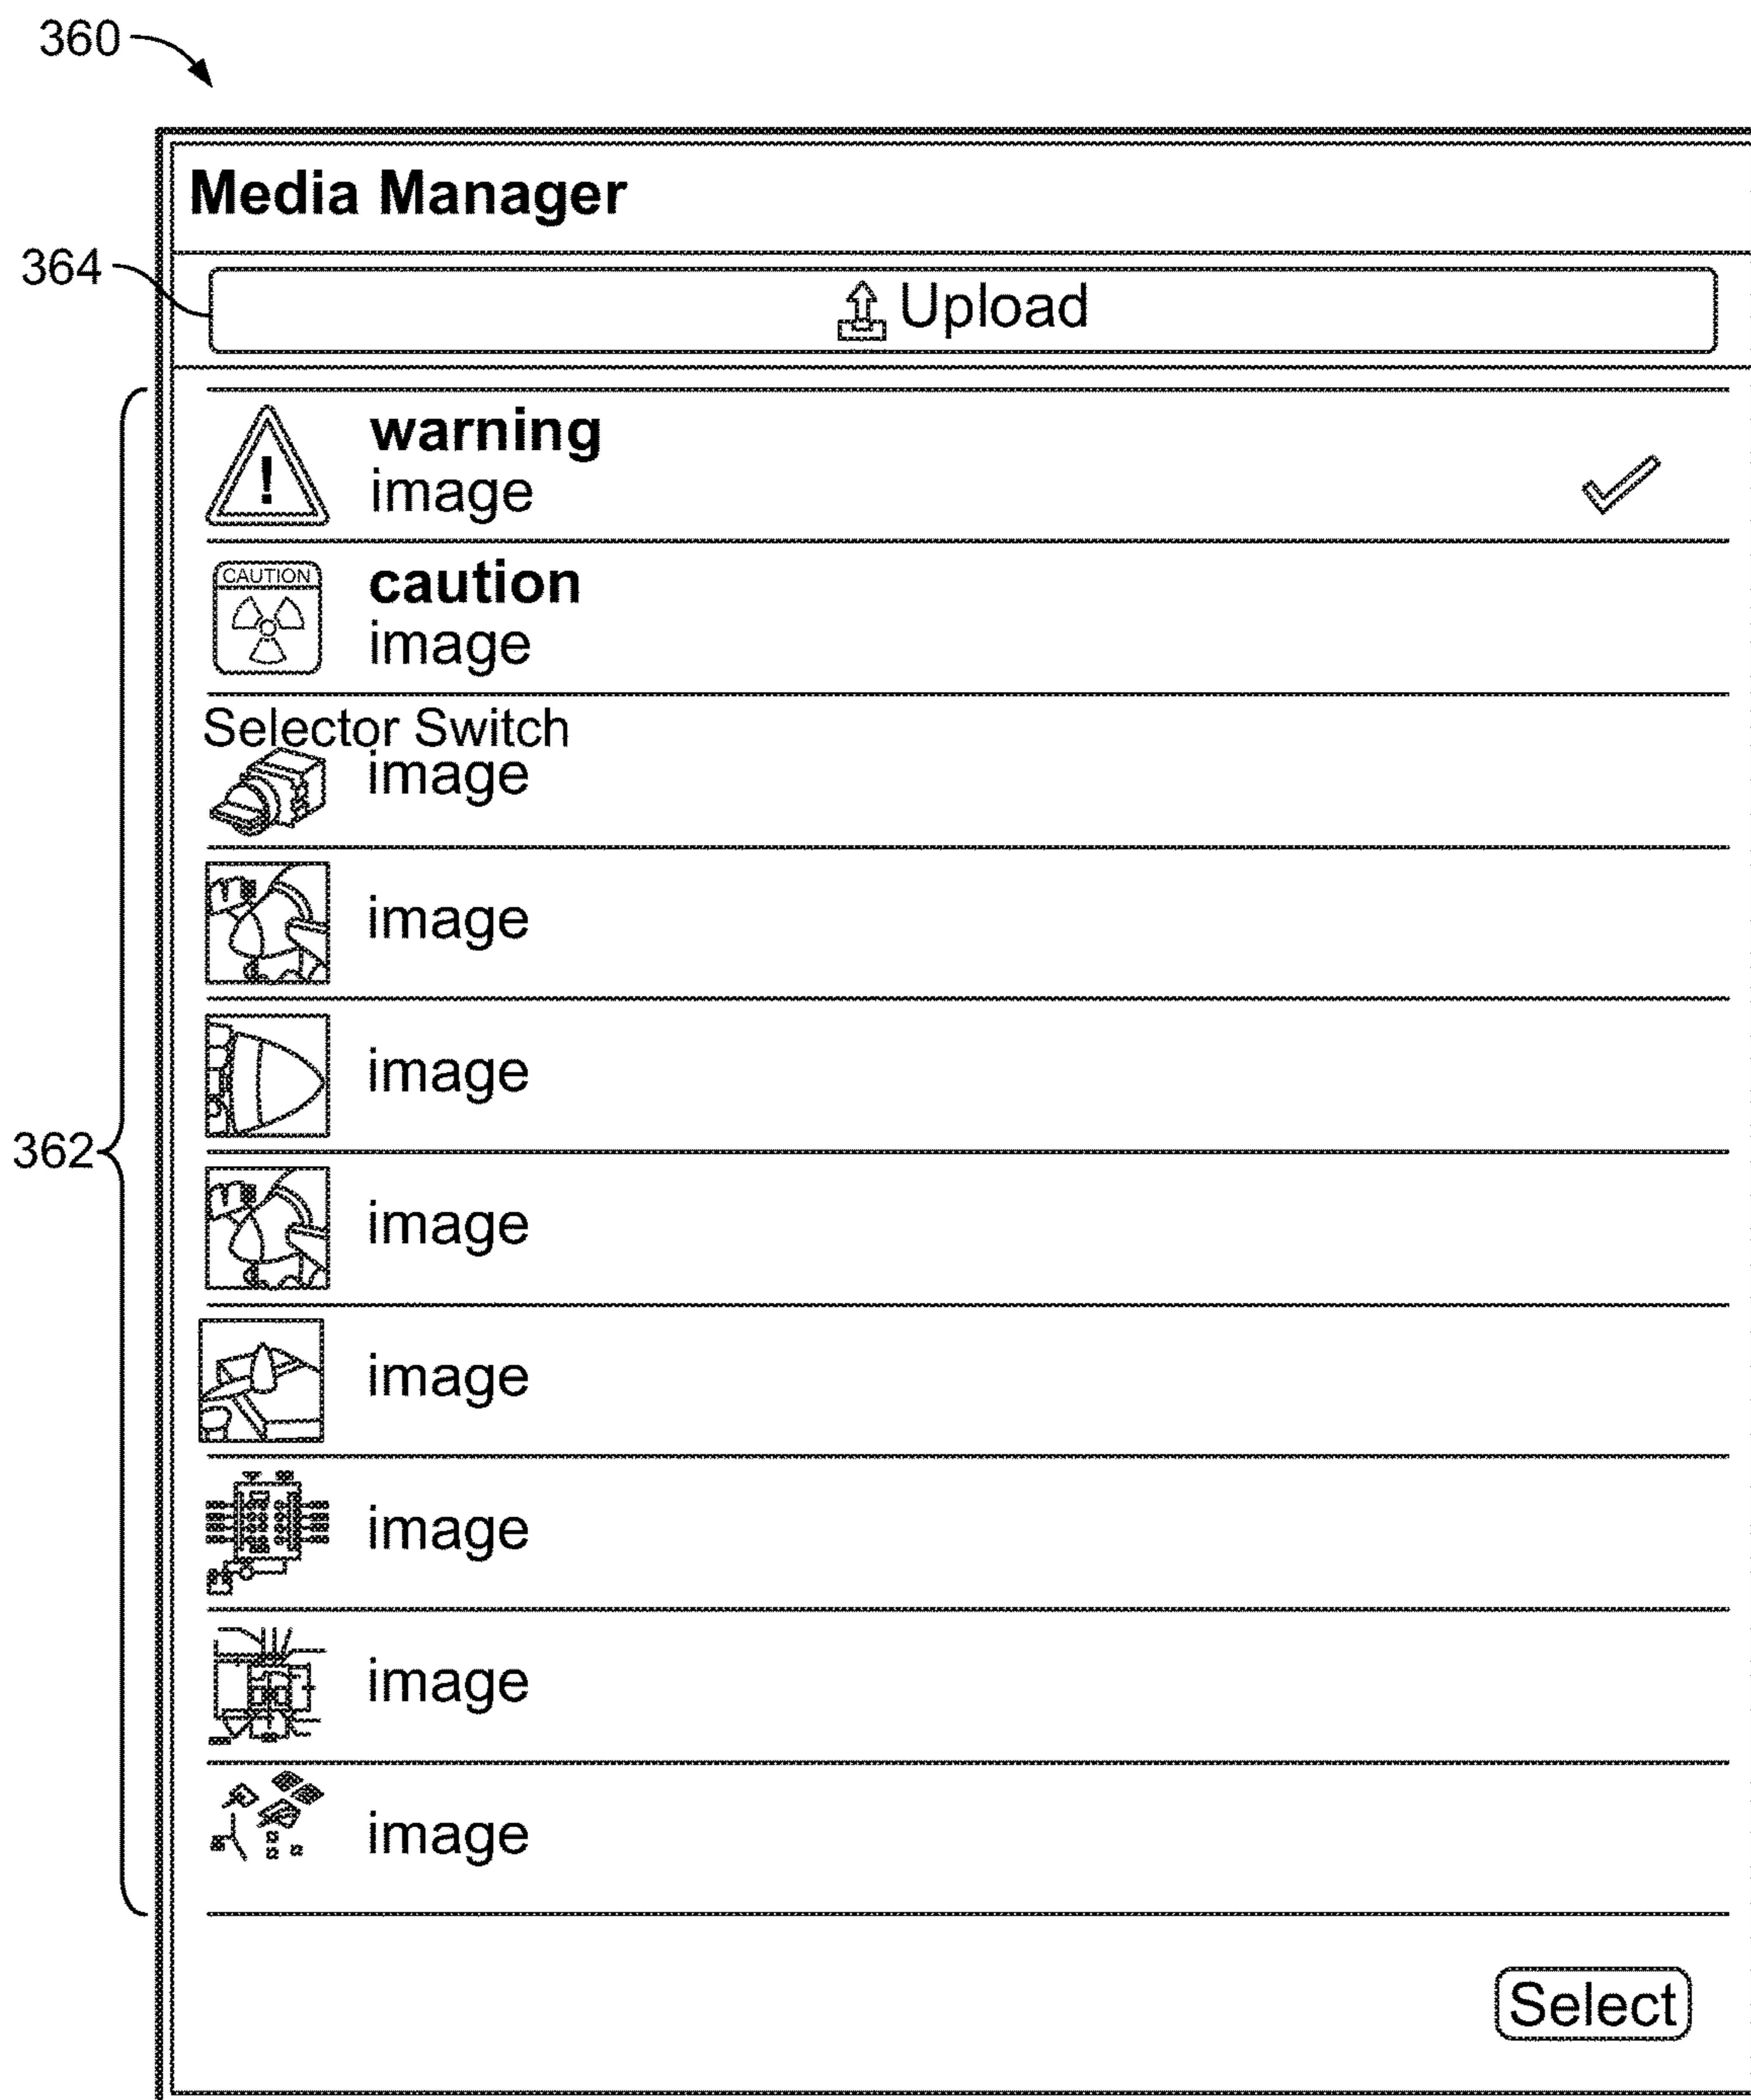 360
Media Manager
364
Upload
warning
image
CAUTION
caution
image
Selector Switch
image
image
image
362
image
image
image
image
image
Select